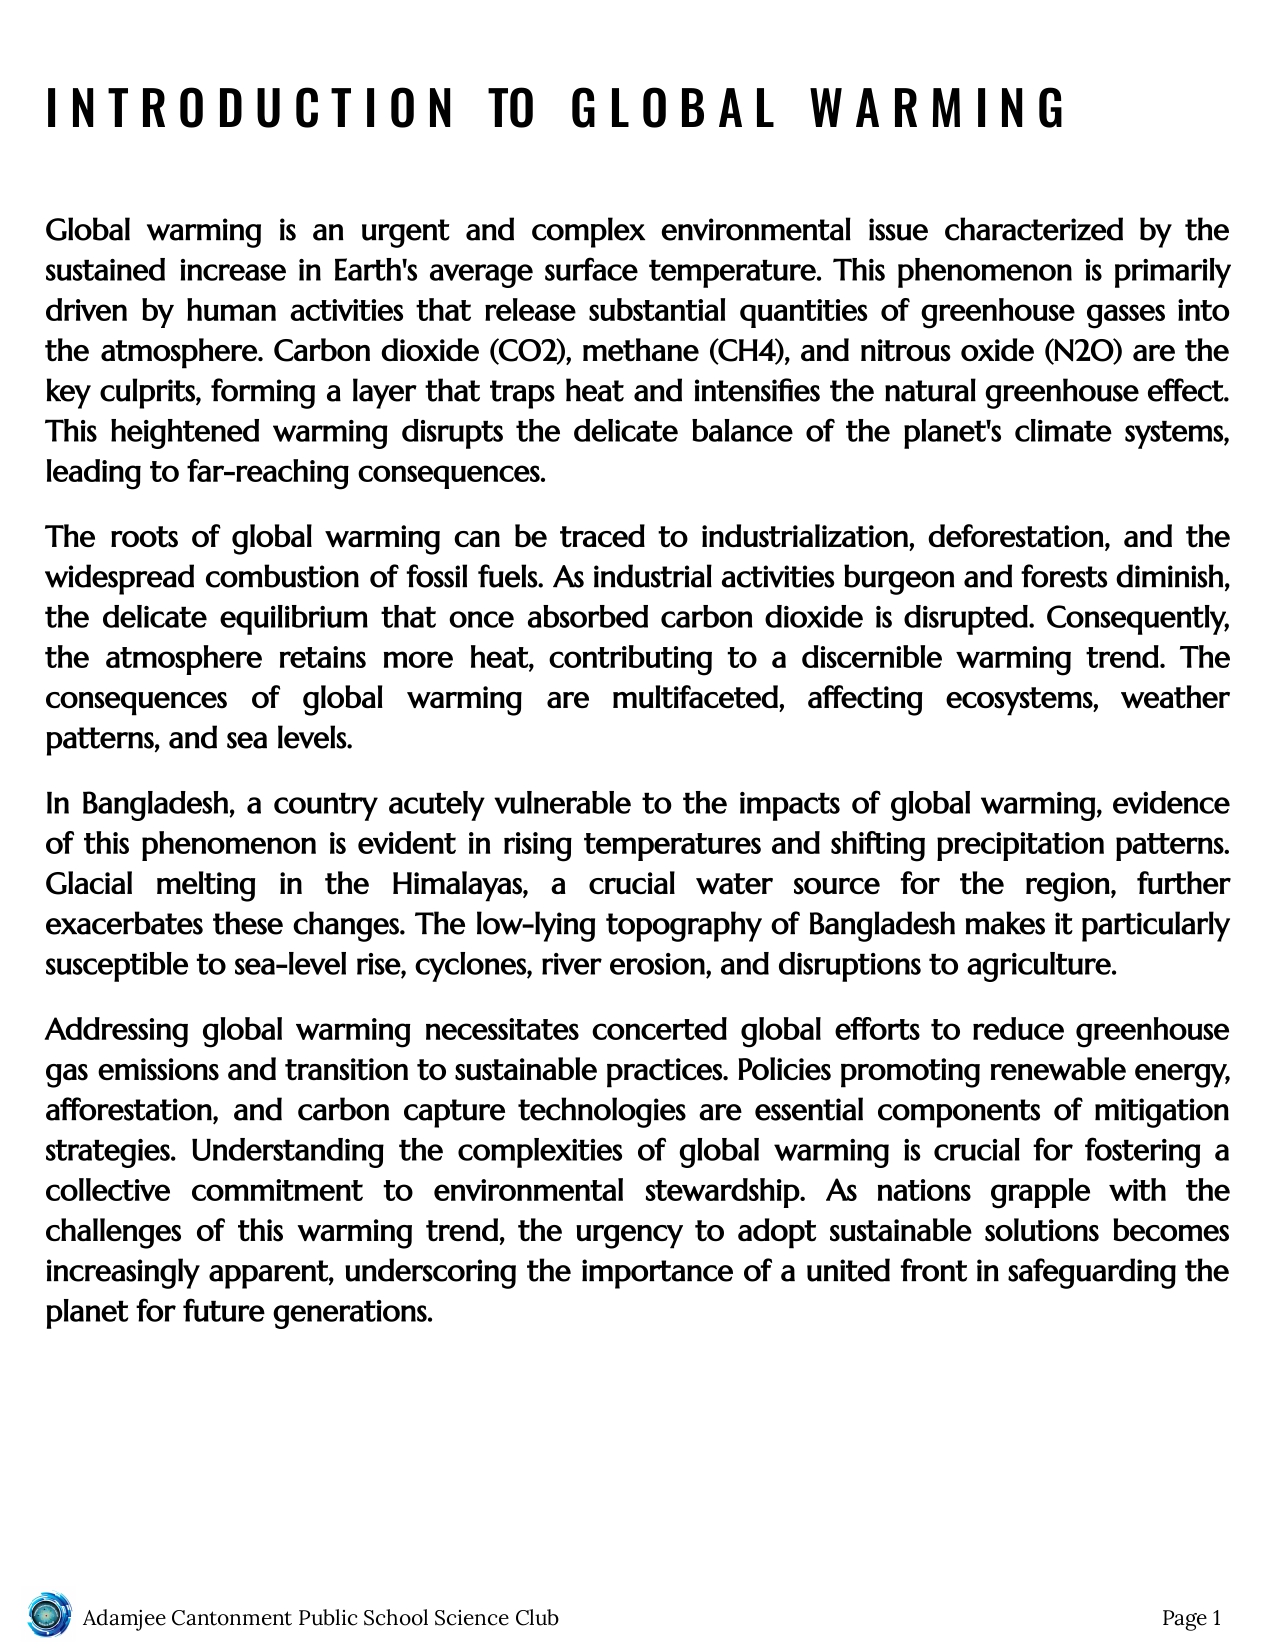 INTRODUCTION TO GLOBAL WARMING
Global warming is an urgent and complex environmental issue characterized by the
sustained increase in Earth's average surface temperature. This phenomenon is primarily
driven by human activities that release substantial quantities of greenhouse gasses into
the atmosphere. Carbon dioxide (CO2), methane (CH4), and nitrous oxide (N2O) are the
key culprits, forming a layer that traps heat and intensifies the natural greenhouse effect.
This heightened warming disrupts the delicate balance of the planet's climate systems,
leading to far-reaching consequences.
The roots of global warming can be traced to industrialization, deforestation, and the
widespread combustion of fossil fuels. As industrial activities burgeon and forests diminish,
the delicate equilibrium that once absorbed carbon dioxide is disrupted. Consequently,
the atmosphere retains more heat, contributing to a discernible warming trend. The
consequences of global warming are multifaceted, affecting ecosystems, weather
patterns, and sea levels.
In Bangladesh, a country acutely vulnerable to the impacts of global warming, evidence
of this phenomenon is evident in rising temperatures and shifting precipitation patterns.
Glacial melting in the Himalayas, a crucial water source for the region, further
exacerbates these changes. The low-lying topography of Bangladesh makes it particularly
susceptible to sea-level rise, cyclones, river erosion, and disruptions to agriculture.
Addressing global warming necessitates concerted global efforts to reduce greenhouse
gas emissions and transition to sustainable practices. Policies promoting renewable energy,
afforestation, and carbon capture technologies are essential components of mitigation
strategies. Understanding the complexities of global warming is crucial for fostering a
collective commitment to environmental stewardship. As nations grapple with the
challenges of this warming trend, the urgency to adopt sustainable solutions becomes
increasingly apparent, underscoring the importance of a united front in safeguarding the
planet for future generations.
Adamjee Cantonment Public School Science Club
Page 1